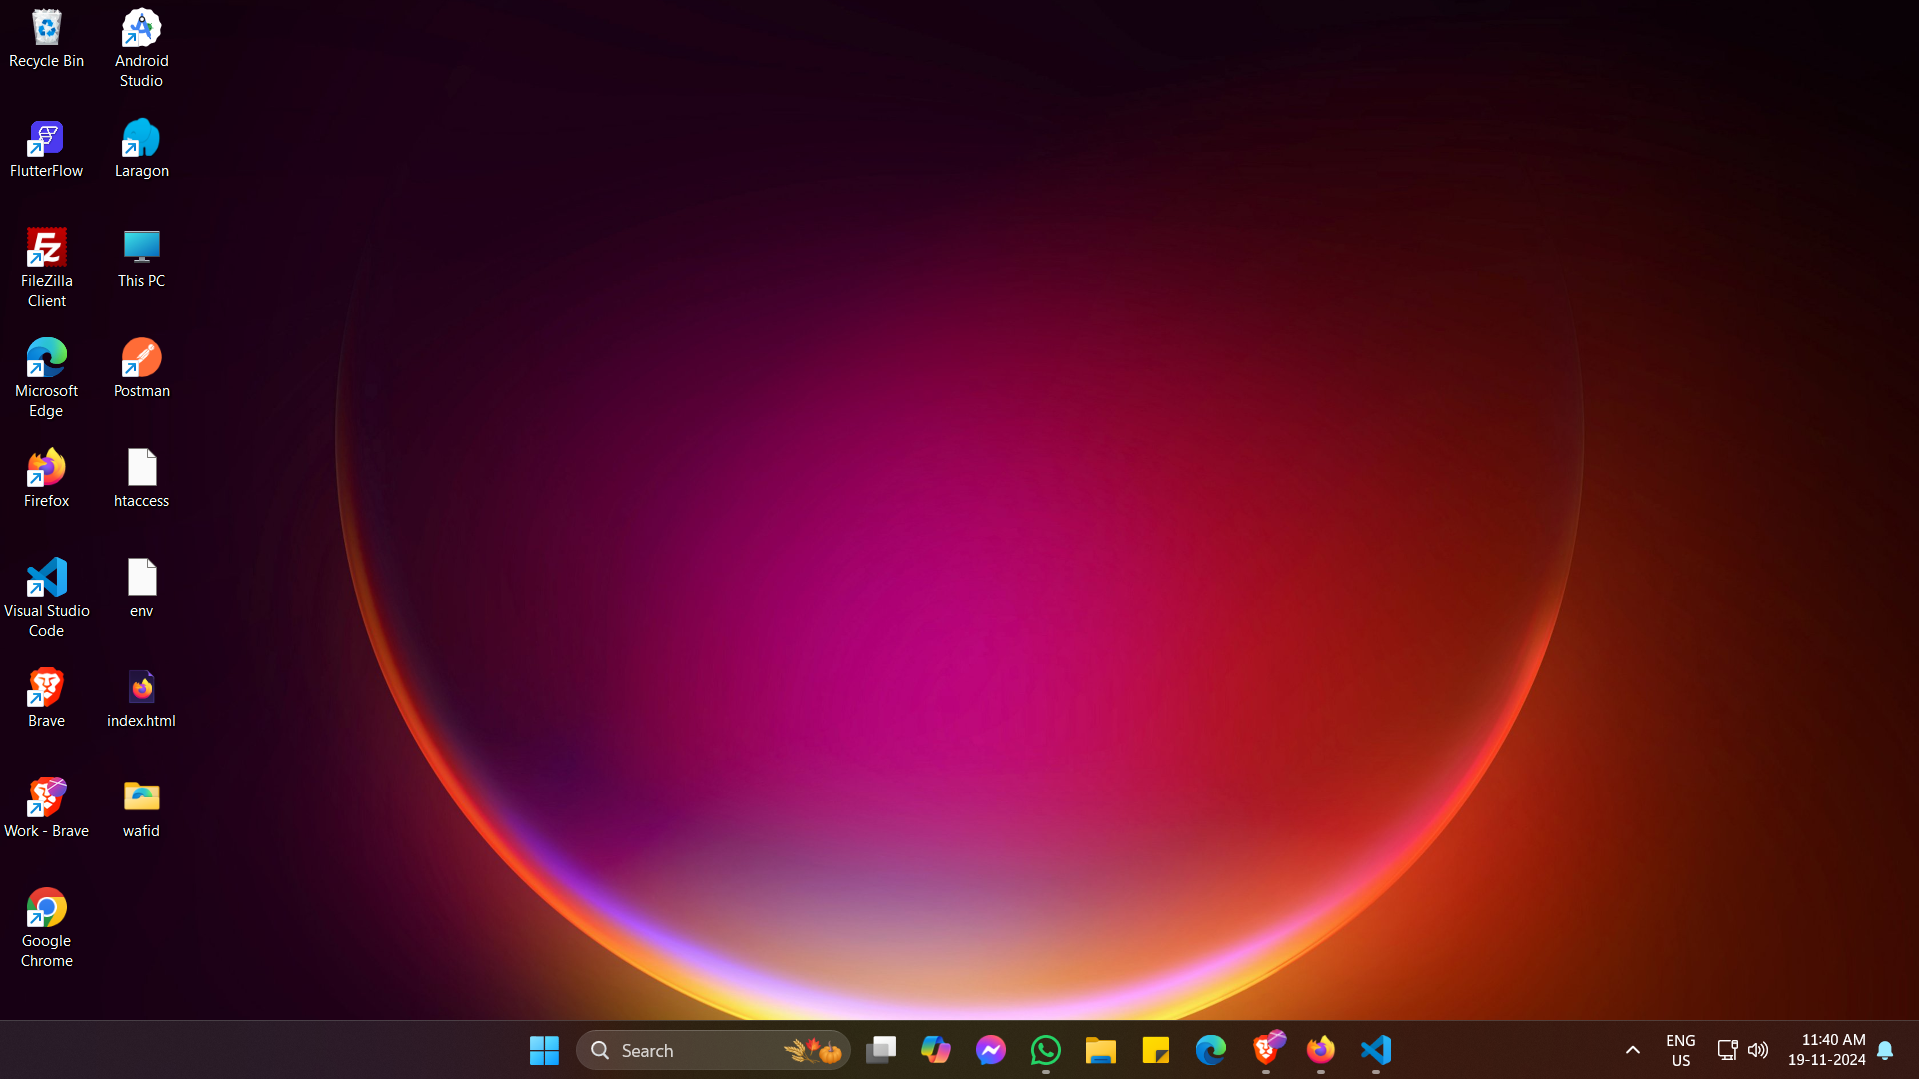 Recycle Bin
Android
Studio
FlutterFlow
Laragon
FileZilla
Client
This PC
Microsoft
Edge
Postman
Firefox
htaccess
Visual Studio
Code
env
Brave
index.html
Work - Brave
wafid
Google
Chrome
Search
ENG
US
11:40 AM
19-11-2024